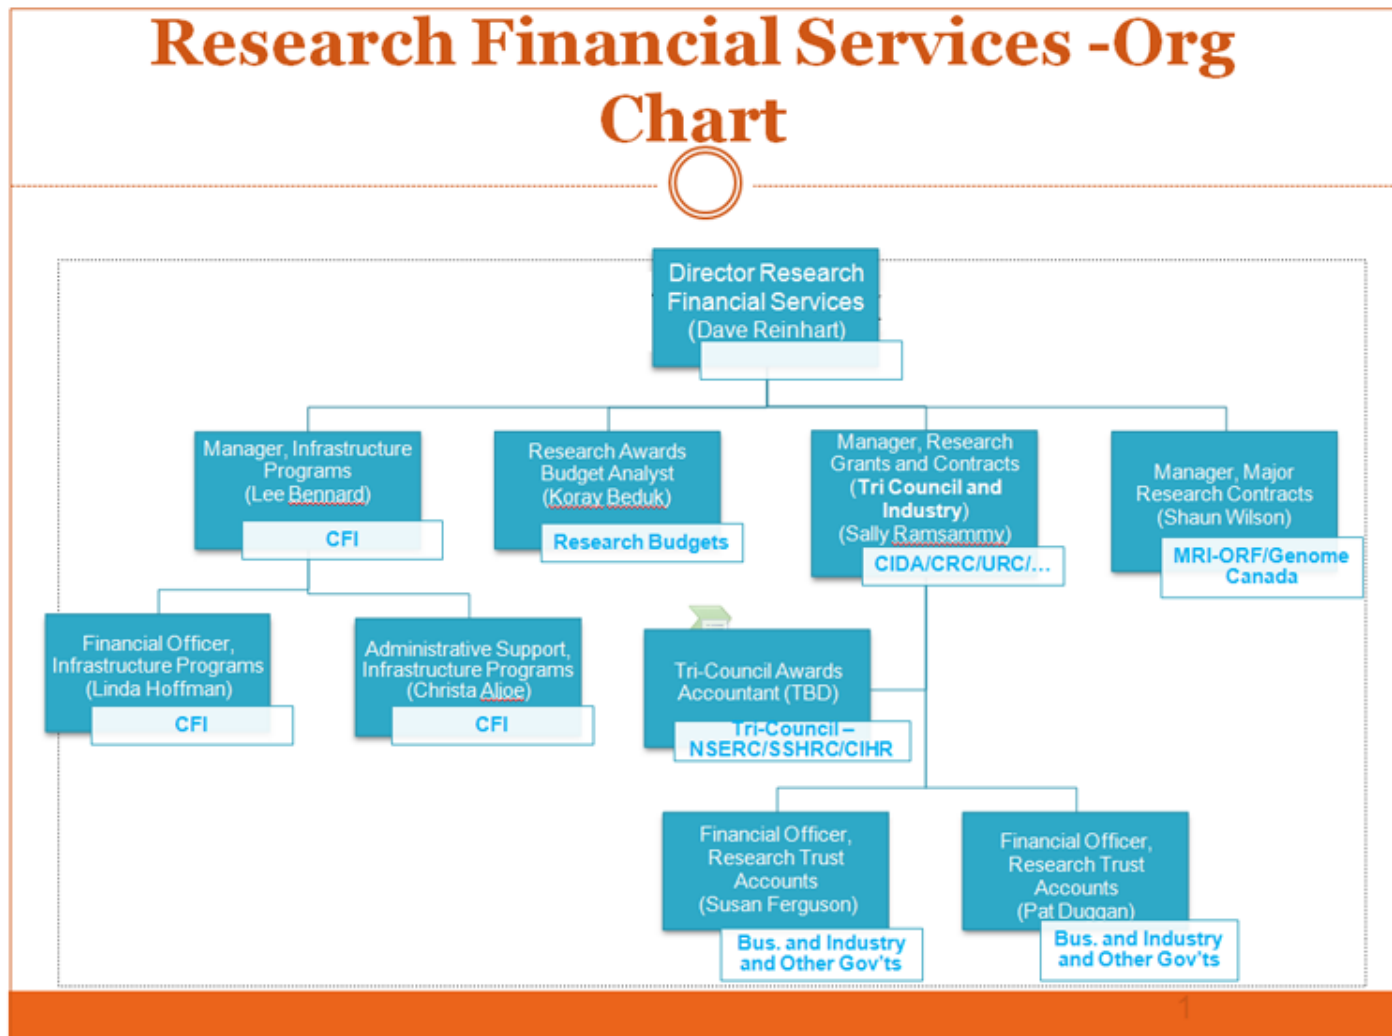 Research Financial Services -Org
Chart
Director Research
Financial Services
(Dave Reinhart)
Manager, Infrastructure
Programs
(Lee Bennard)
CFI
Research Awards
Budget Analyst
(Koray Beduk)
Research Budgets
Manager, Research
Grants and Contracts
(Tri Council and
Industry)
(Sally Ramsammy)
CIDA/CRC/URC/...
Manager, Major
Research Contracts
(Shaun Wilson)
MRI-ORF/Genome
Canada
Financial Officer,
Infrastructure Programs
(Linda Hoffman)
CFI
Administrative Support,
Infrastructure Programs
(Christa Aljoe)
CFI
Tri-Council Awards
Accountant (TBD)
Tri-Council –
NSERC/SSHRC/CIHR
Financial Officer,
Research Trust
Accounts
(Susan Ferguson)
Bus. and Industry
and Other Gov'ts
Financial Officer,
Research Trust
Accounts
(Pat Duggan)
Bus. and Industry
and Other Gov'ts
1